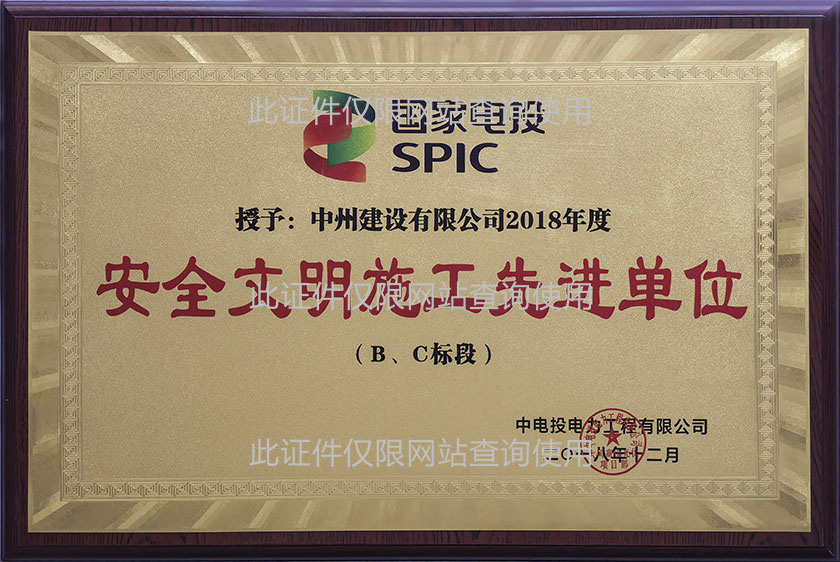 此证件仅限网站查询使用
国家电投
SPIC
授予：中州建设有限公司2018年度
安全文明施工先进单位
此证件仅限网站查询使用
（B、C标段）
中电投电力工程有限公司
此证件仅限网站查询使用
二〇一八年十二月
项目部